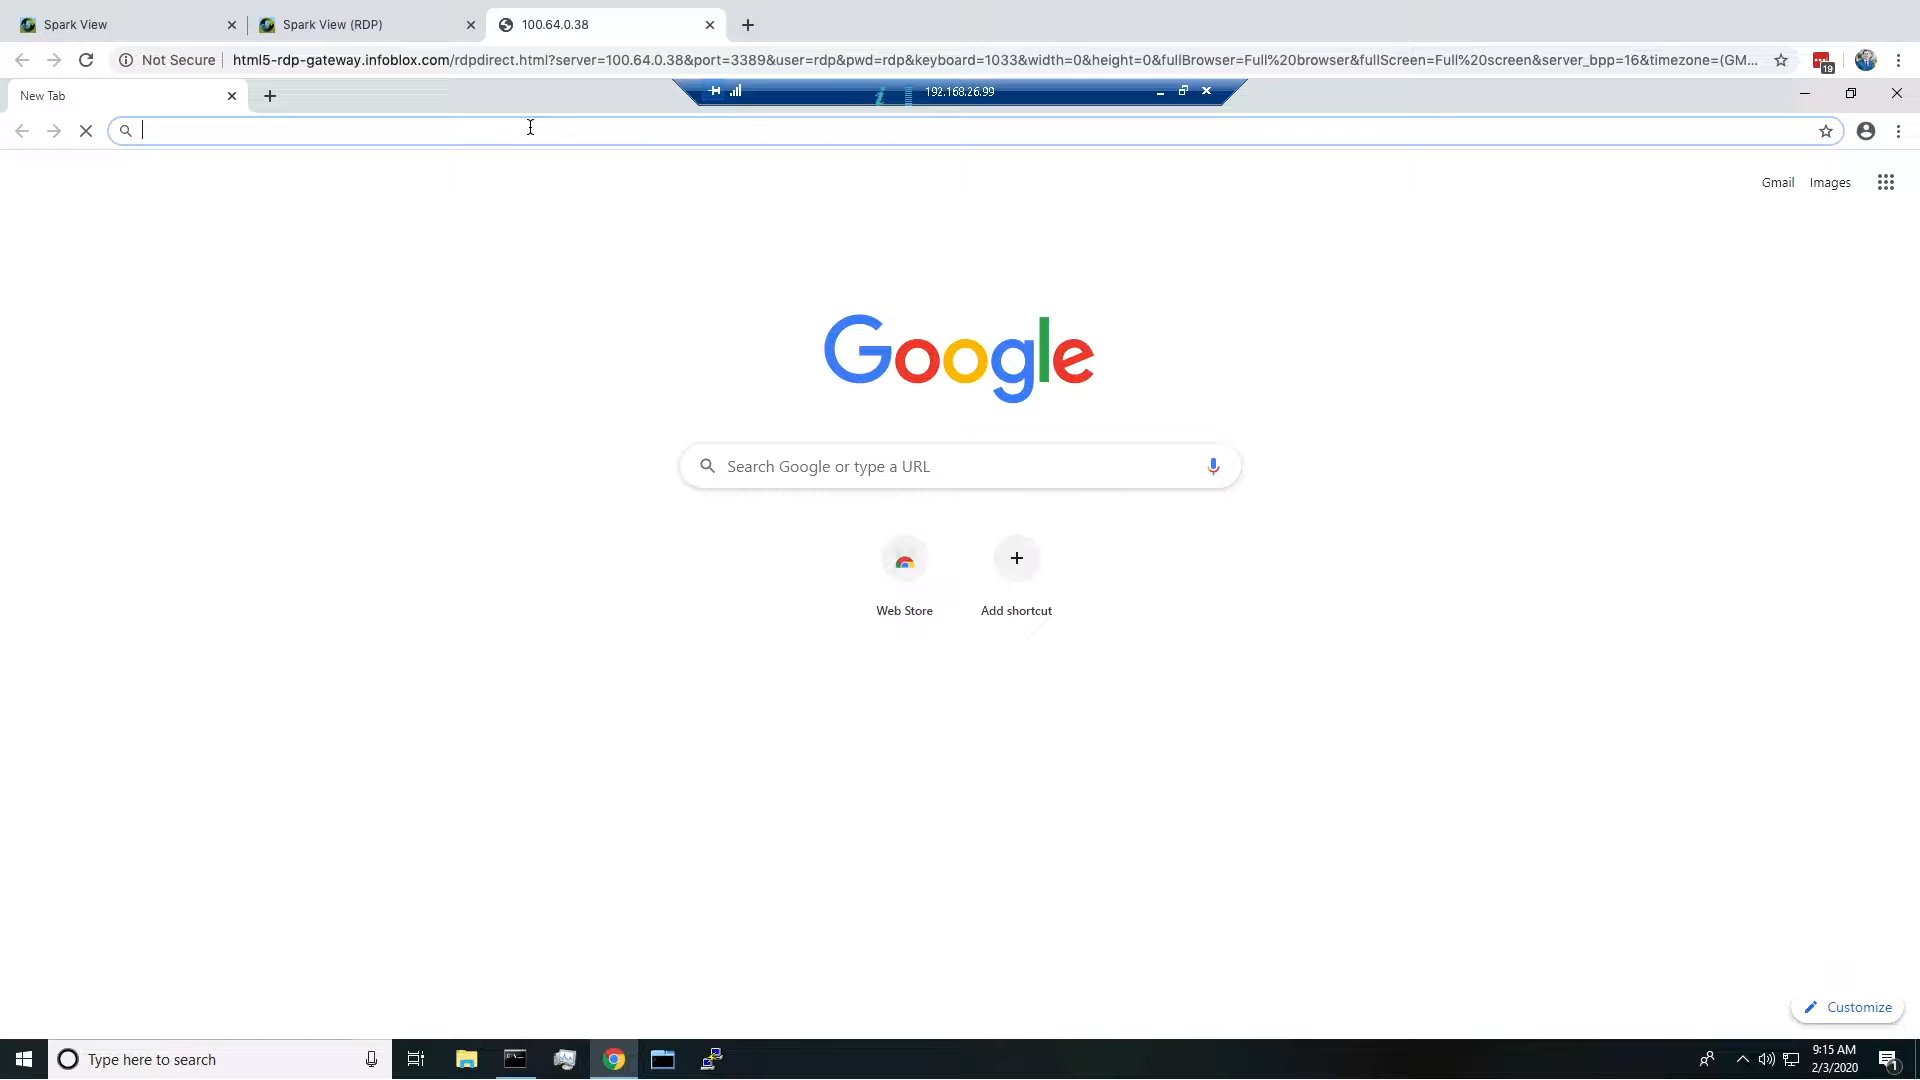 Spark View
Spark View (RDP)
100.64.0.38
Not Secure
html5-rdp-gateway.infoblox.com/rdpdirect.html?server=100.64.0.38&port=3389&user=rdp&pwd=rdp&keyboard=1033&width=0&height=0&fullBrowser=Full%20browser&fullScreen=Full%20screen&server_bpp=16&timezone=(GM...
19
New Tab
192.168.26.99
Gmail
Images
Google
Search Google or type a URL
Web Store
Add shortcut
Customize
Type here to search
9:15 AM
2/3/2020
1